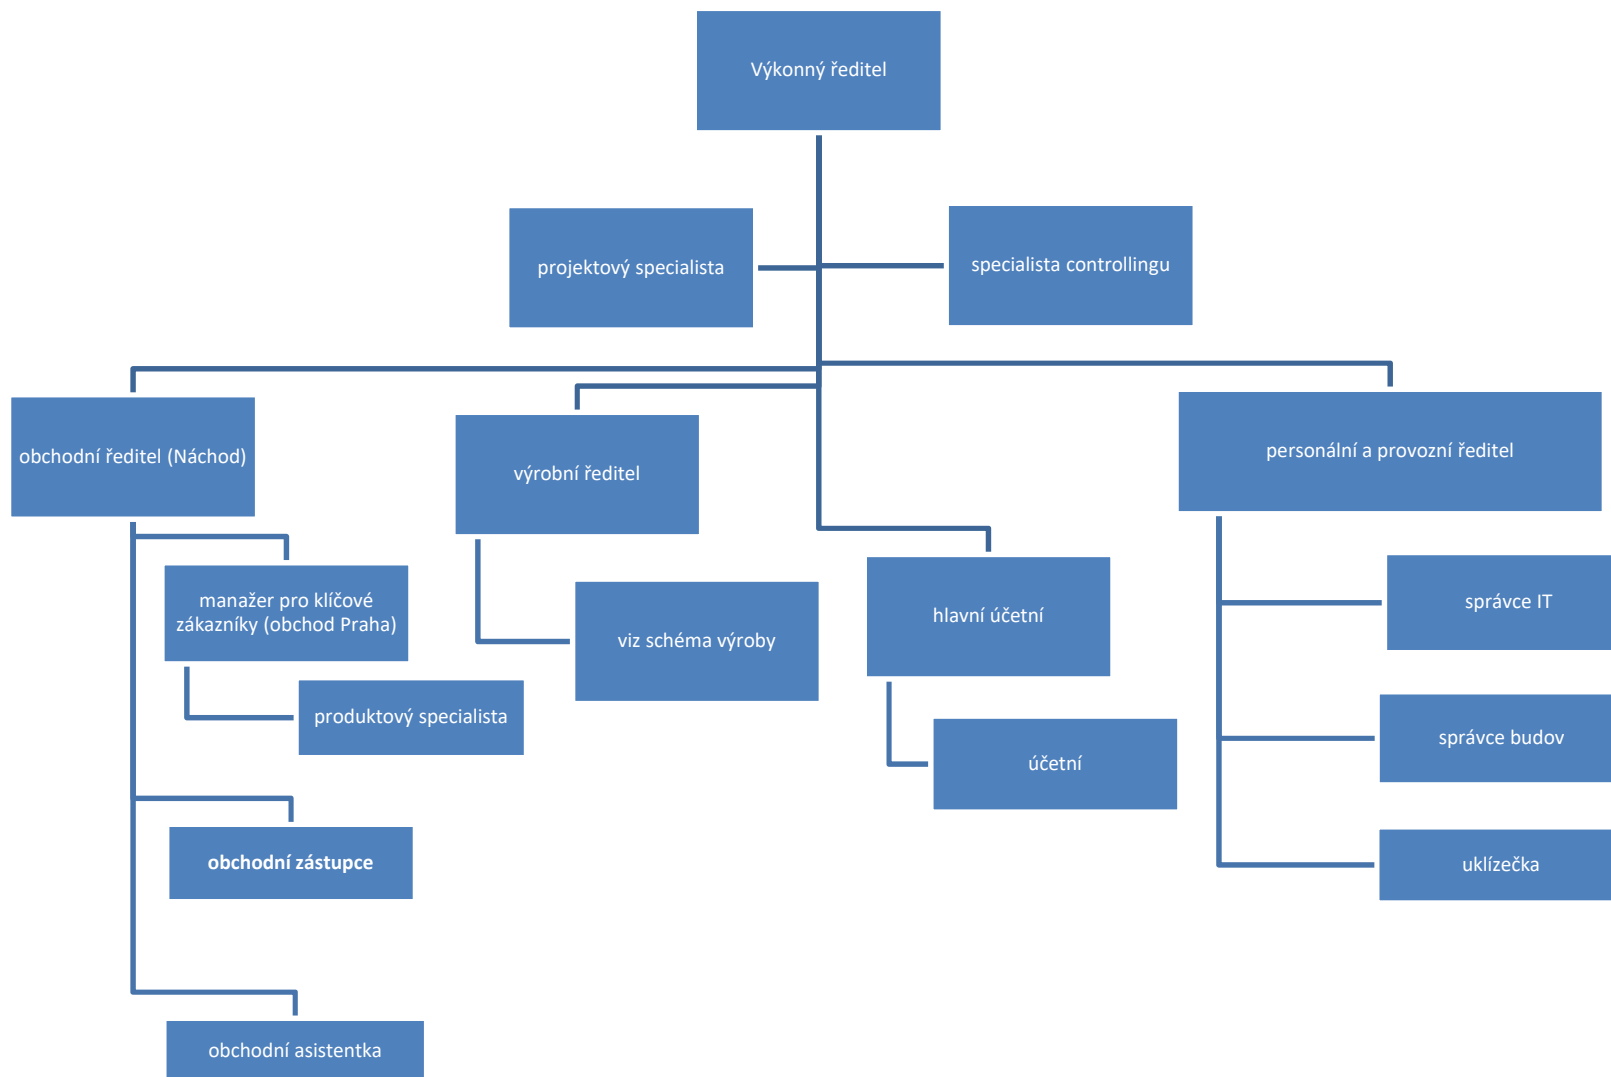 Výkonný ředitel
projektový specialista
specialista controllingu
obchodní ředitel (Náchod)
výrobní ředitel
personální a provozní ředitel
manažer pro klíčové
zákazníky (obchod Praha)
produktový specialista
obchodní zástupce
obchodní asistentka
viz schéma výroby
hlavní účetní
účetní
správce IT
správce budov
uklízečka